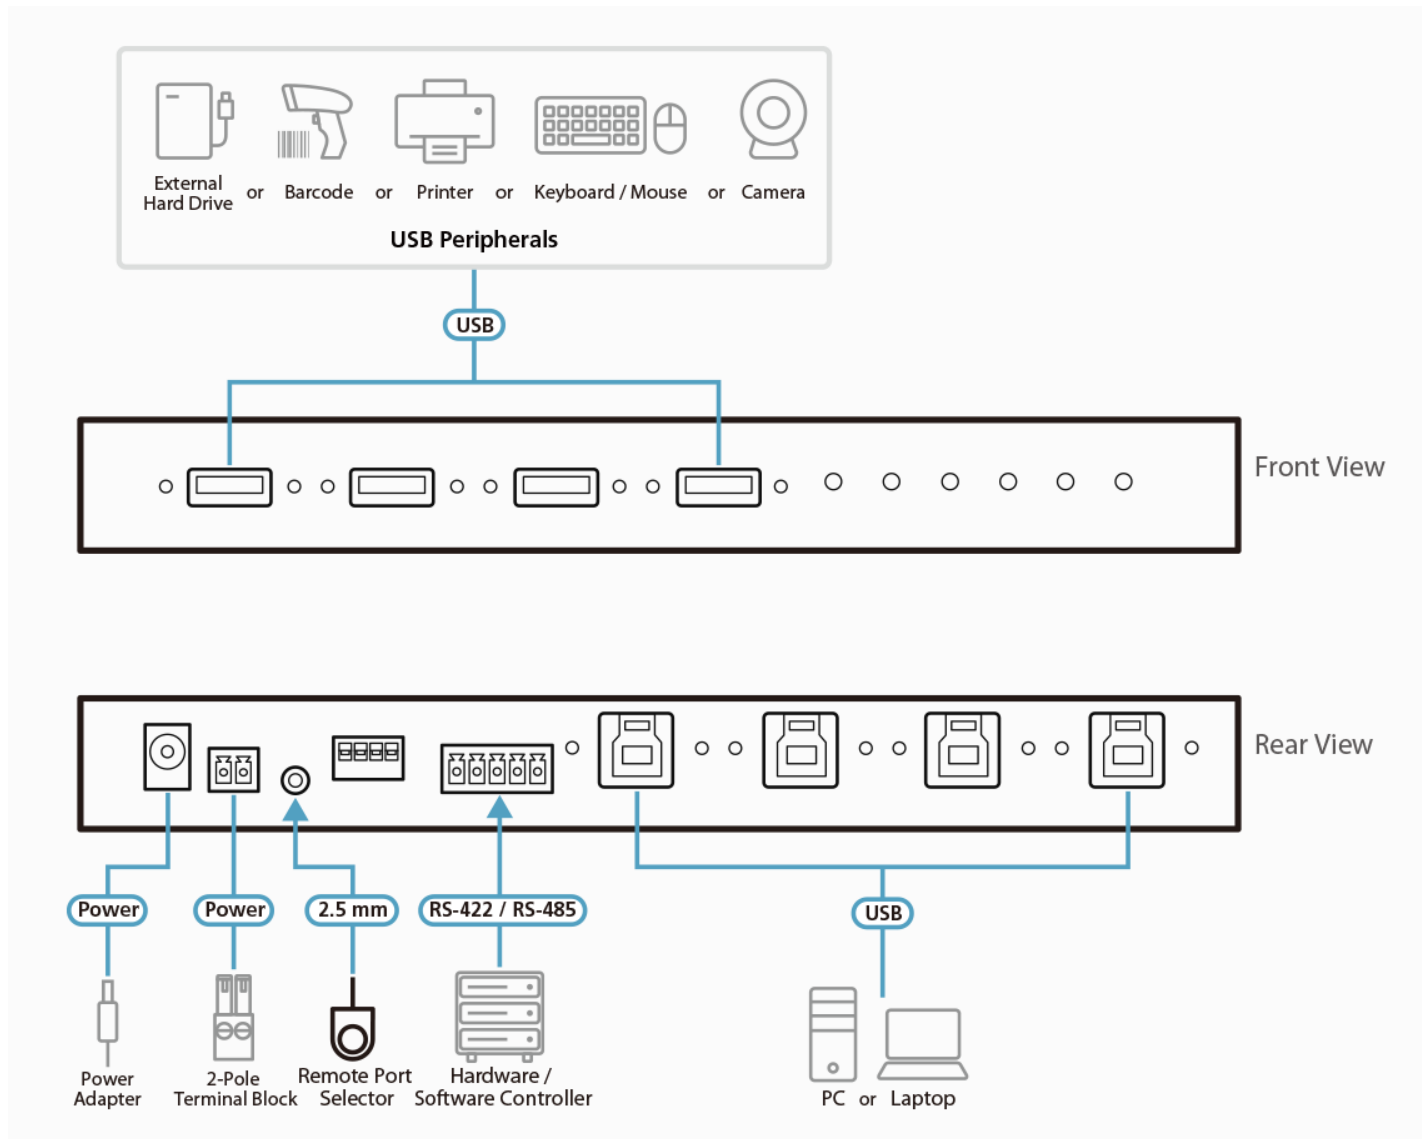 External
Hard Drive or Barcode or Printer or Keyboard / Mouse or Camera
USB Peripherals
USB
Front View
Rear View
Power Power 2.5 mm RS-422 / RS-485 USB
Power
Adapter
2-Pole
Terminal Block
Remote Port
Selector
Hardware /
Software Controller
PC or Laptop